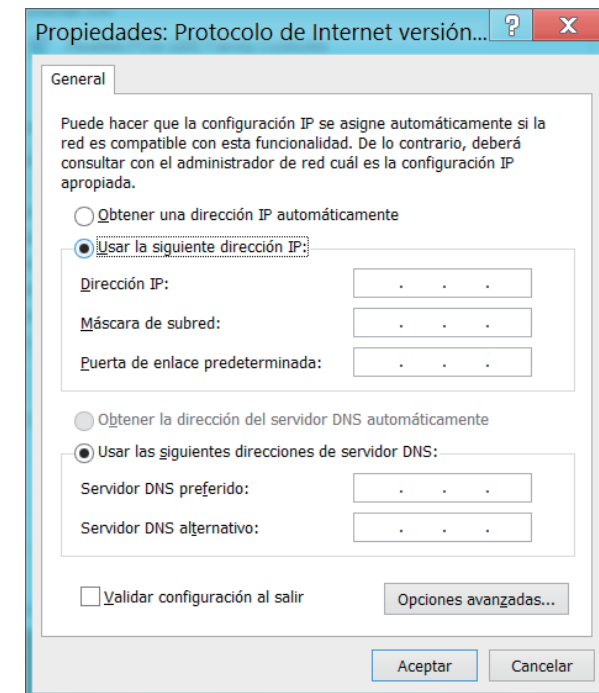 Propiedades: Protocolo de Internet versión...
? X
General
Puede hacer que la configuración IP se asigne automáticamente si la
red es compatible con esta funcionalidad. De lo contrario, deberá
consultar con el administrador de red cuál es la configuración IP
apropiada.
Obtener una dirección IP automáticamente
Usar la siguiente dirección IP:
Dirección IP:
. . .
Máscara de subred:
. . .
Puerta de enlace predeterminada:
. . .
Obtener la dirección del servidor DNS automáticamente
Usar las siguientes direcciones de servidor DNS:
Servidor DNS preferido:
. . .
Servidor DNS alternativo:
. . .
Validar configuración al salir
Opciones avanzadas...
Aceptar
Cancelar